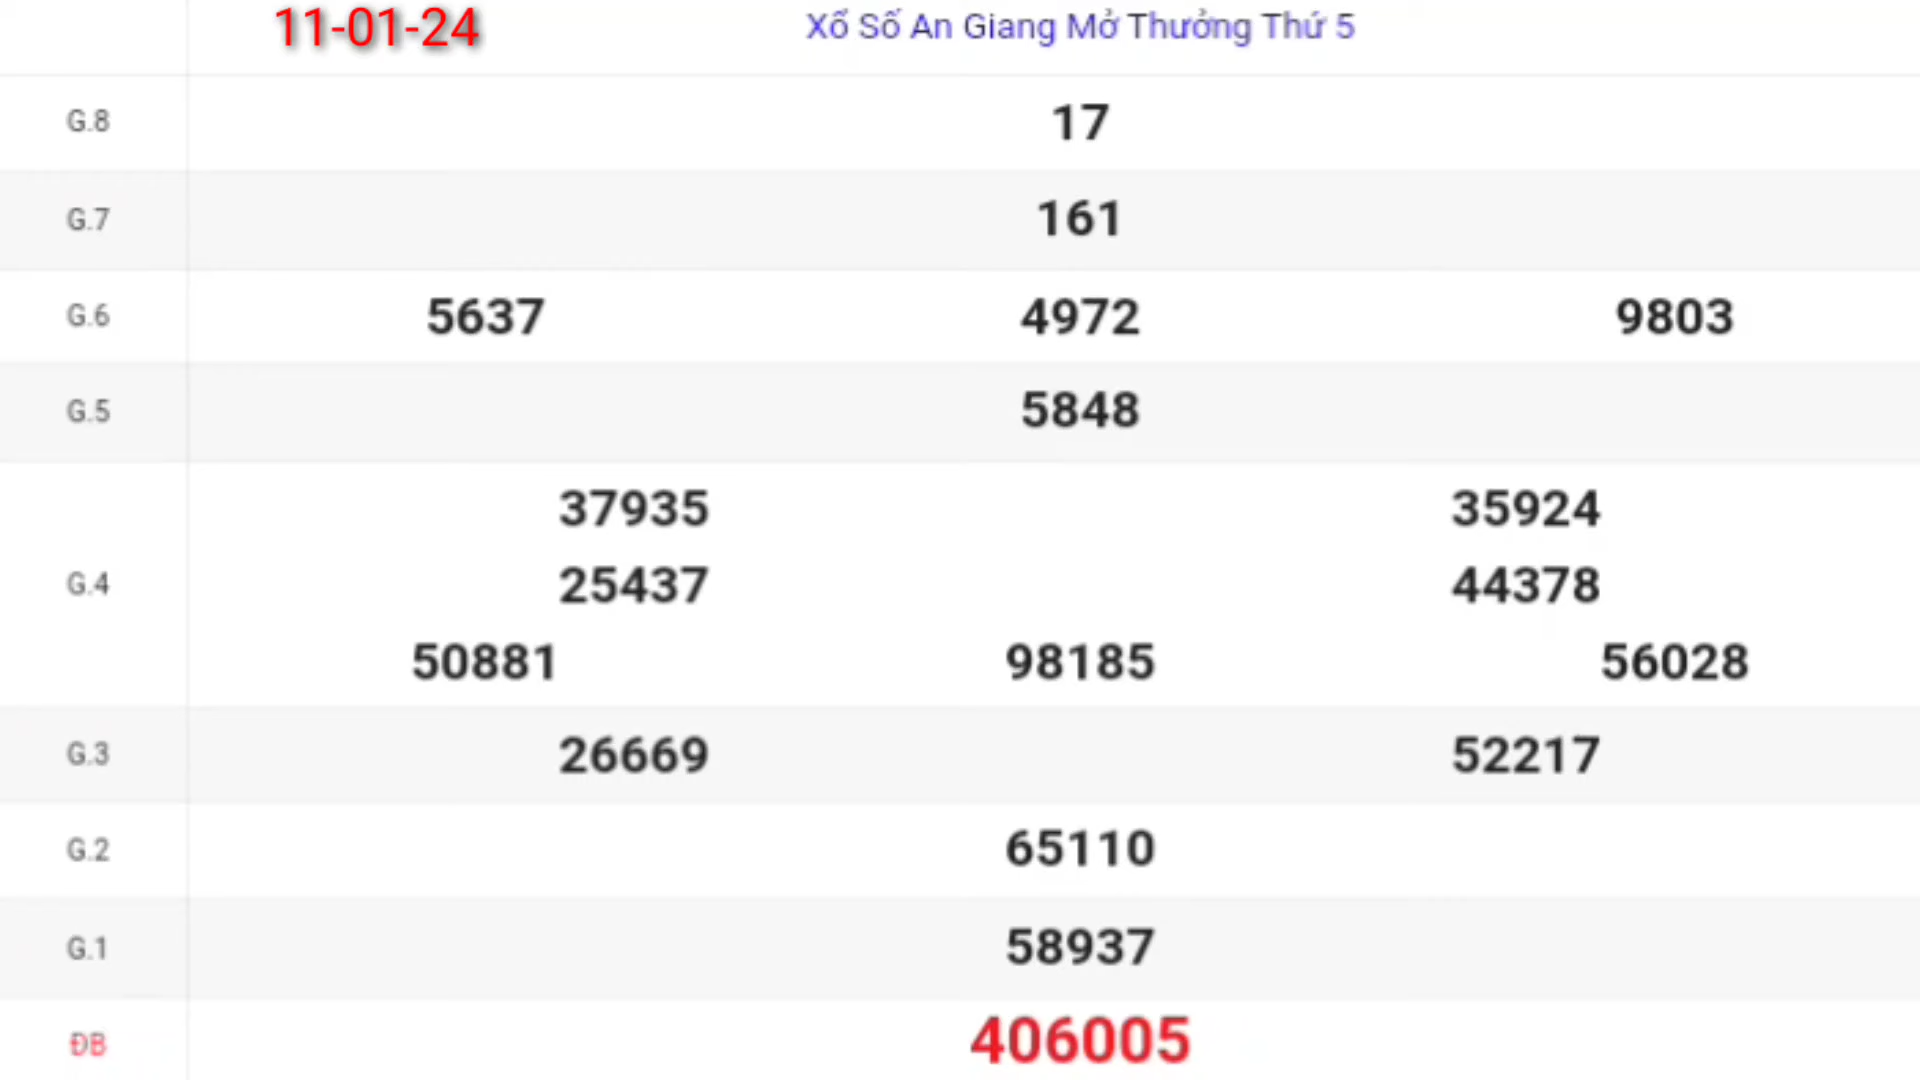 11-01-24 Xổ Số An Giang Mở Thưởng Thứ 5
G.8 17
G.7 161
G.6 5637 4972 9803
G.5 5848
37935 35924
G.4 25437 44378
50881 98185 56028
G.3 26669 52217
G.2 65110
G.1 58937
ĐB 406005